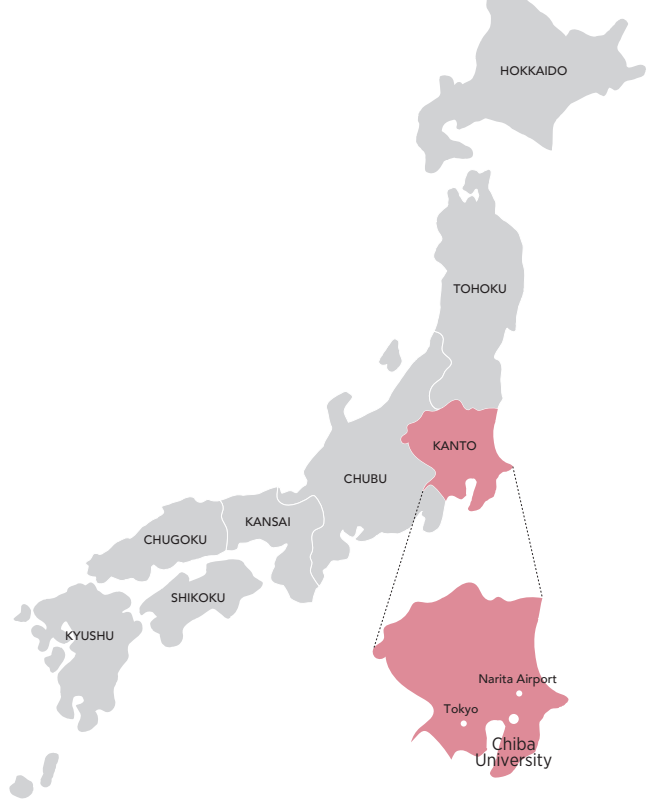 HOKKAIDO
TOHOKU
KANTO
CHUBU
KANSAI
CHUGOKU
SHIKOKU
KYUSHU
Narita Airport
Tokyo
Chiba
University